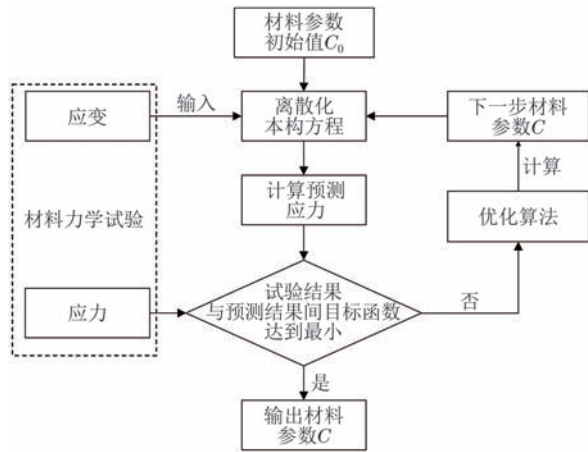 材料参数
初始值C₀
应变
输入
离散化
本构方程
下一步材料
参数C
计算
材料力学试验
计算预测
应力
优化算法
应力
试验结果
与预测结果间目标函数
达到最小
否
是
输出材料
参数C